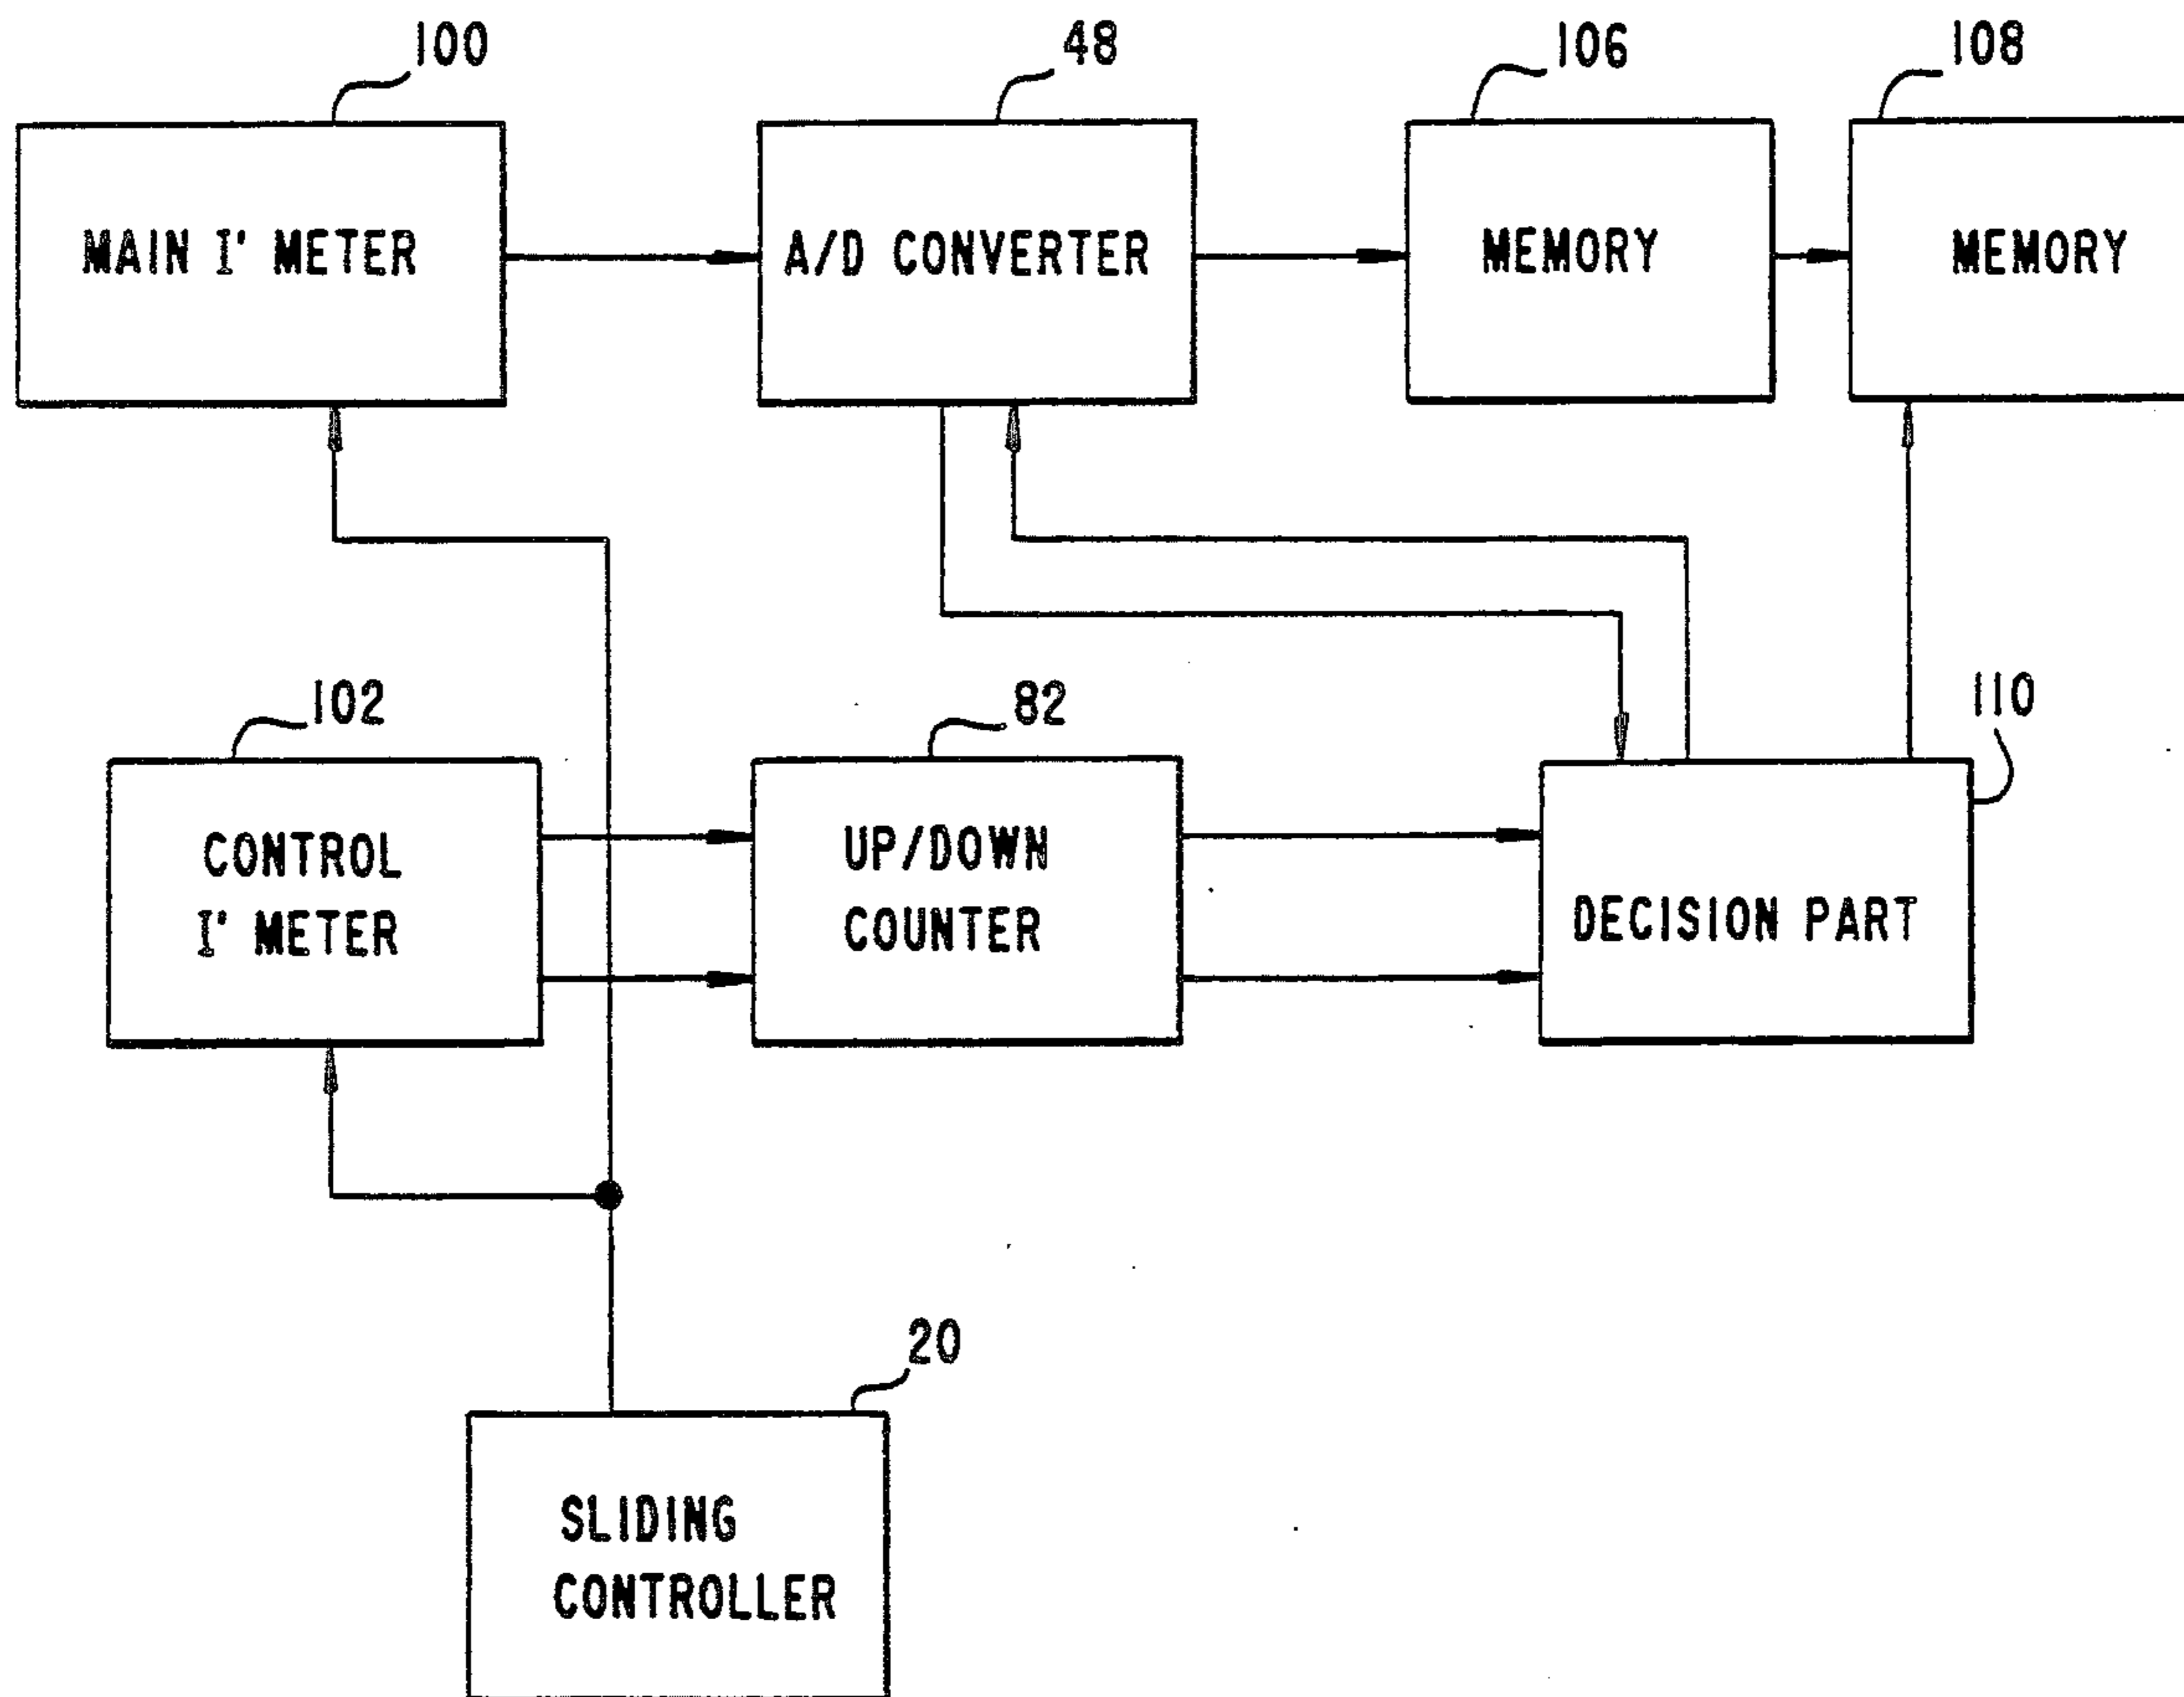 100
48
106
108
MAIN I' METER
A/D CONVERTER
MEMORY
MEMORY
102
82
110
CONTROL
I' METER
UP/DOWN
COUNTER
DECISION PART
20
SLIDING
CONTROLLER